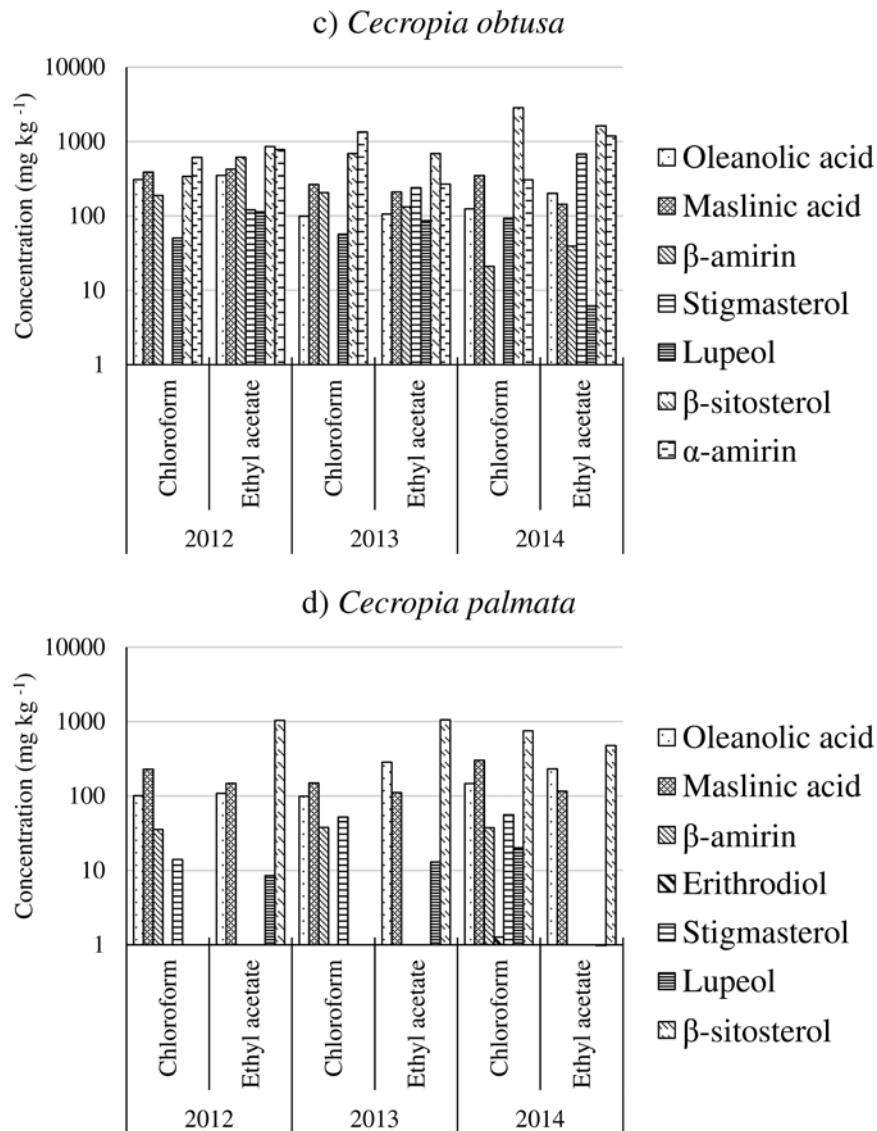 c) Cecropia obtusa
Concentration (mg kg -1)
10000
1000
100
10
1
Chloroform
Ethyl acetate
Chloroform
Ethyl acetate
Chloroform
Ethyl acetate
2012
2013
2014
Oleanolic acid
Maslinic acid
β-amirin
Stigmasterol
Lupeol
β-sitosterol
α-amirin
d) Cecropia palmata
Concentration (mg kg -1)
10000
1000
100
10
1
Chloroform
Ethyl acetate
Chloroform
Ethyl acetate
Chloroform
Ethyl acetate
2012
2013
2014
Oleanolic acid
Maslinic acid
β-amirin
Erithrodiol
Stigmasterol
Lupeol
β-sitosterol